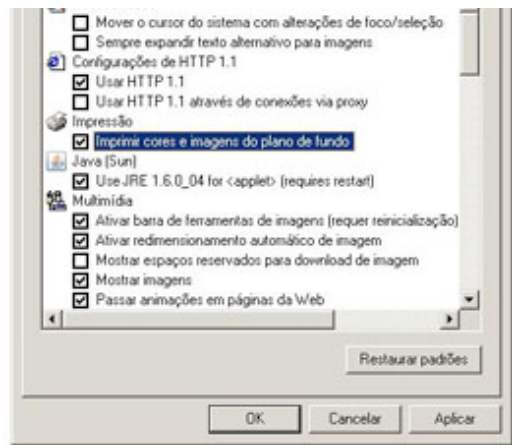 Mover o cursor do sistema com alterações de foco/seleção
Sempre expandir texto alternativo para imagens
Configurações de HTTP 1.1
Usar HTTP 1.1
Usar HTTP 1.1 através de conexões via proxy
Impressão
Imprimir cores e imagens do plano de fundo
Java (Sun)
Use JRE 1.6.0_04 for <applet> (requires restart)
Multimídia
Ativar barra de ferramentas de imagens (requer reinicialização)
Ativar redimensionamento automático de imagem
Mostrar espaços reservados para download de imagem
Mostrar imagens
Passar animações em páginas da Web
Restaurar padrões
OK Cancelar Aplicar